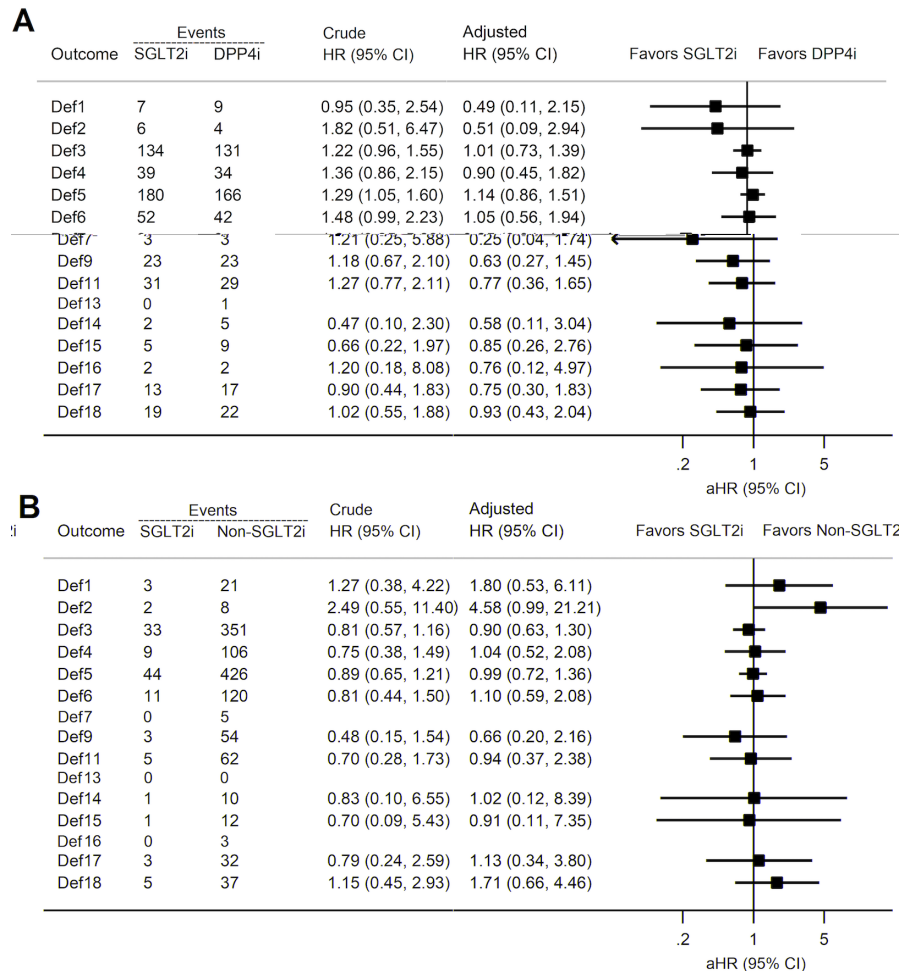 A
Events
Crude
Adjusted
Outcome SGLT2i DPP4i HR (95% CI) HR (95% CI) Favors SGLT2i Favors DPP4i
Def1 7 9 0.95 (0.35, 2.54) 0.49 (0.11, 2.15)
Def2 6 4 1.82 (0.51, 6.47) 0.51 (0.09, 2.94)
Def3 134 131 1.22 (0.96, 1.55) 1.01 (0.73, 1.39)
Def4 39 34 1.36 (0.86, 2.15) 0.90 (0.45, 1.82)
Def5 180 166 1.29 (1.05, 1.60) 1.14 (0.86, 1.51)
Def6 52 42 1.48 (0.99, 2.23) 1.05 (0.56, 1.94)
Def7 3 3 1.21 (0.25, 5.88) 0.25 (0.04, 1.74)
Def9 23 23 1.18 (0.67, 2.10) 0.63 (0.27, 1.45)
Def11 31 29 1.27 (0.77, 2.11) 0.77 (0.36, 1.65)
Def13 0 1
Def14 2 5 0.47 (0.10, 2.30) 0.58 (0.11, 3.04)
Def15 5 9 0.66 (0.22, 1.97) 0.85 (0.26, 2.76)
Def16 2 2 1.20 (0.18, 8.08) 0.76 (0.12, 4.97)
Def17 13 17 0.90 (0.44, 1.83) 0.75 (0.30, 1.83)
Def18 19 22 1.02 (0.55, 1.88) 0.93 (0.43, 2.04)
.2 1 5
aHR (95% CI)
B
Events
Crude
Adjusted
Outcome SGLT2i Non-SGLT2i HR (95% CI) HR (95% CI) Favors SGLT2i Favors Non-SGLT2
Def1 3 21 1.27 (0.38, 4.22) 1.80 (0.53, 6.11)
Def2 2 8 2.49 (0.55, 11.40) 4.58 (0.99, 21.21)
Def3 33 351 0.81 (0.57, 1.16) 0.90 (0.63, 1.30)
Def4 9 106 0.75 (0.38, 1.49) 1.04 (0.52, 2.08)
Def5 44 426 0.89 (0.65, 1.21) 0.99 (0.72, 1.36)
Def6 11 120 0.81 (0.44, 1.50) 1.10 (0.59, 2.08)
Def7 0 5
Def9 3 54 0.48 (0.15, 1.54) 0.66 (0.20, 2.16)
Def11 5 62 0.70 (0.28, 1.73) 0.94 (0.37, 2.38)
Def13 0 0
Def14 1 10 0.83 (0.10, 6.55) 1.02 (0.12, 8.39)
Def15 1 12 0.70 (0.09, 5.43) 0.91 (0.11, 7.35)
Def16 0 3
Def17 3 32 0.79 (0.24, 2.59) 1.13 (0.34, 3.80)
Def18 5 37 1.15 (0.45, 2.93) 1.71 (0.66, 4.46)
.2 1 5
aHR (95% CI)